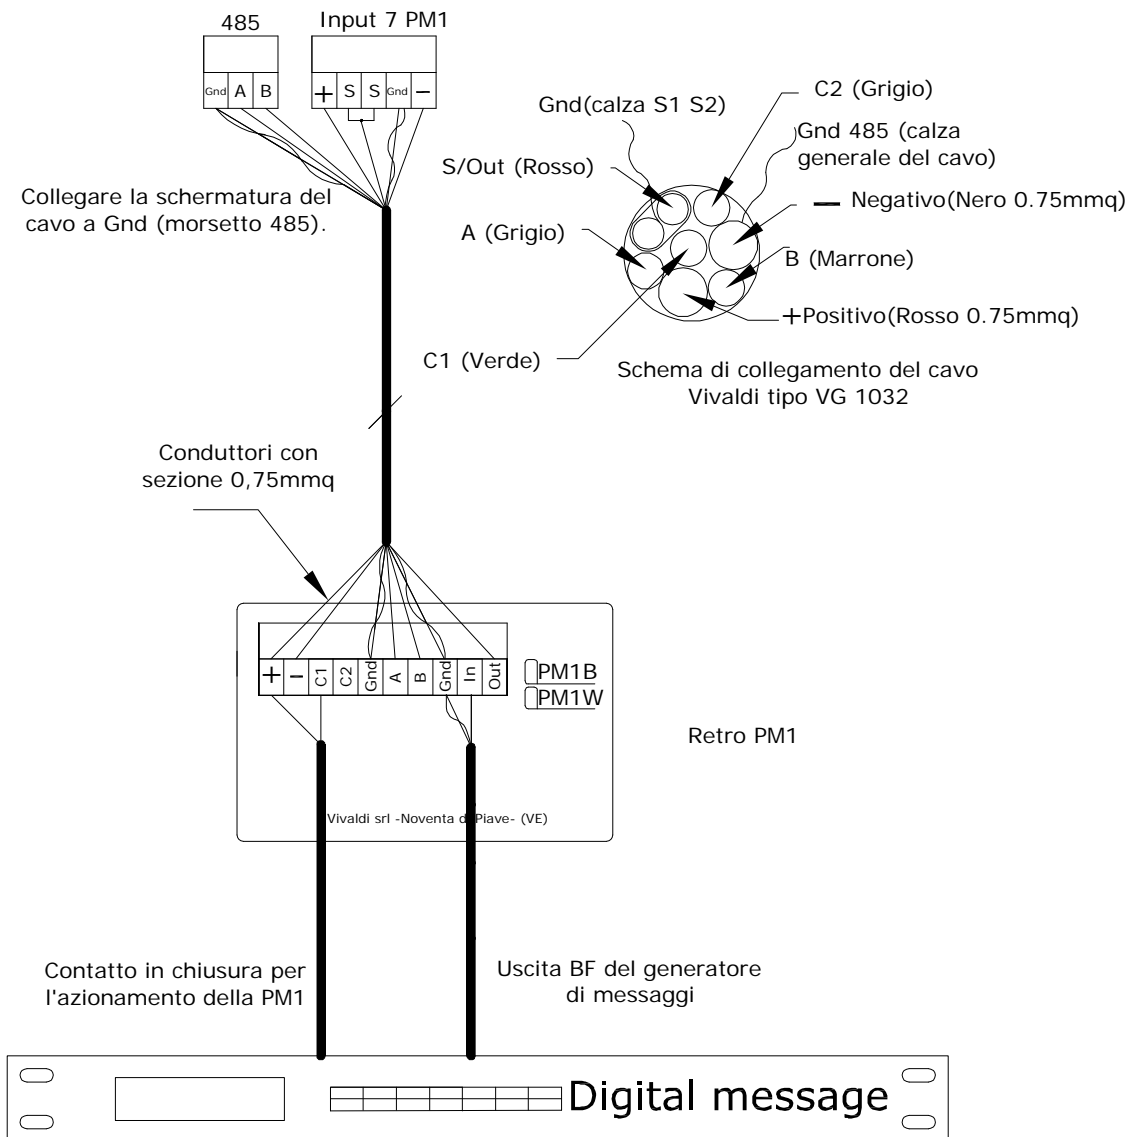 485
Input 7 PM1
Gnd A B
+ S S Gnd −
Collegare la schermatura del
cavo a Gnd (morsetto 485).
Gnd(calza S1 S2)
C2 (Grigio)
Gnd 485 (calza
generale del cavo)
S/Out (Rosso)
− Negativo(Nero 0.75mmq)
A (Grigio)
B (Marrone)
+Positivo(Rosso 0.75mmq)
C1 (Verde)
Schema di collegamento del cavo
Vivaldi tipo VG 1032
Conduttori con
sezione 0,75mmq
+ − C1 C2 Gnd A B Gnd In Out
PM1B
PM1W
Retro PM1
Vivaldi srl -Noventa di Piave- (VE)
Contatto in chiusura per
l'azionamento della PM1
Uscita BF del generatore
di messaggi
Digital message